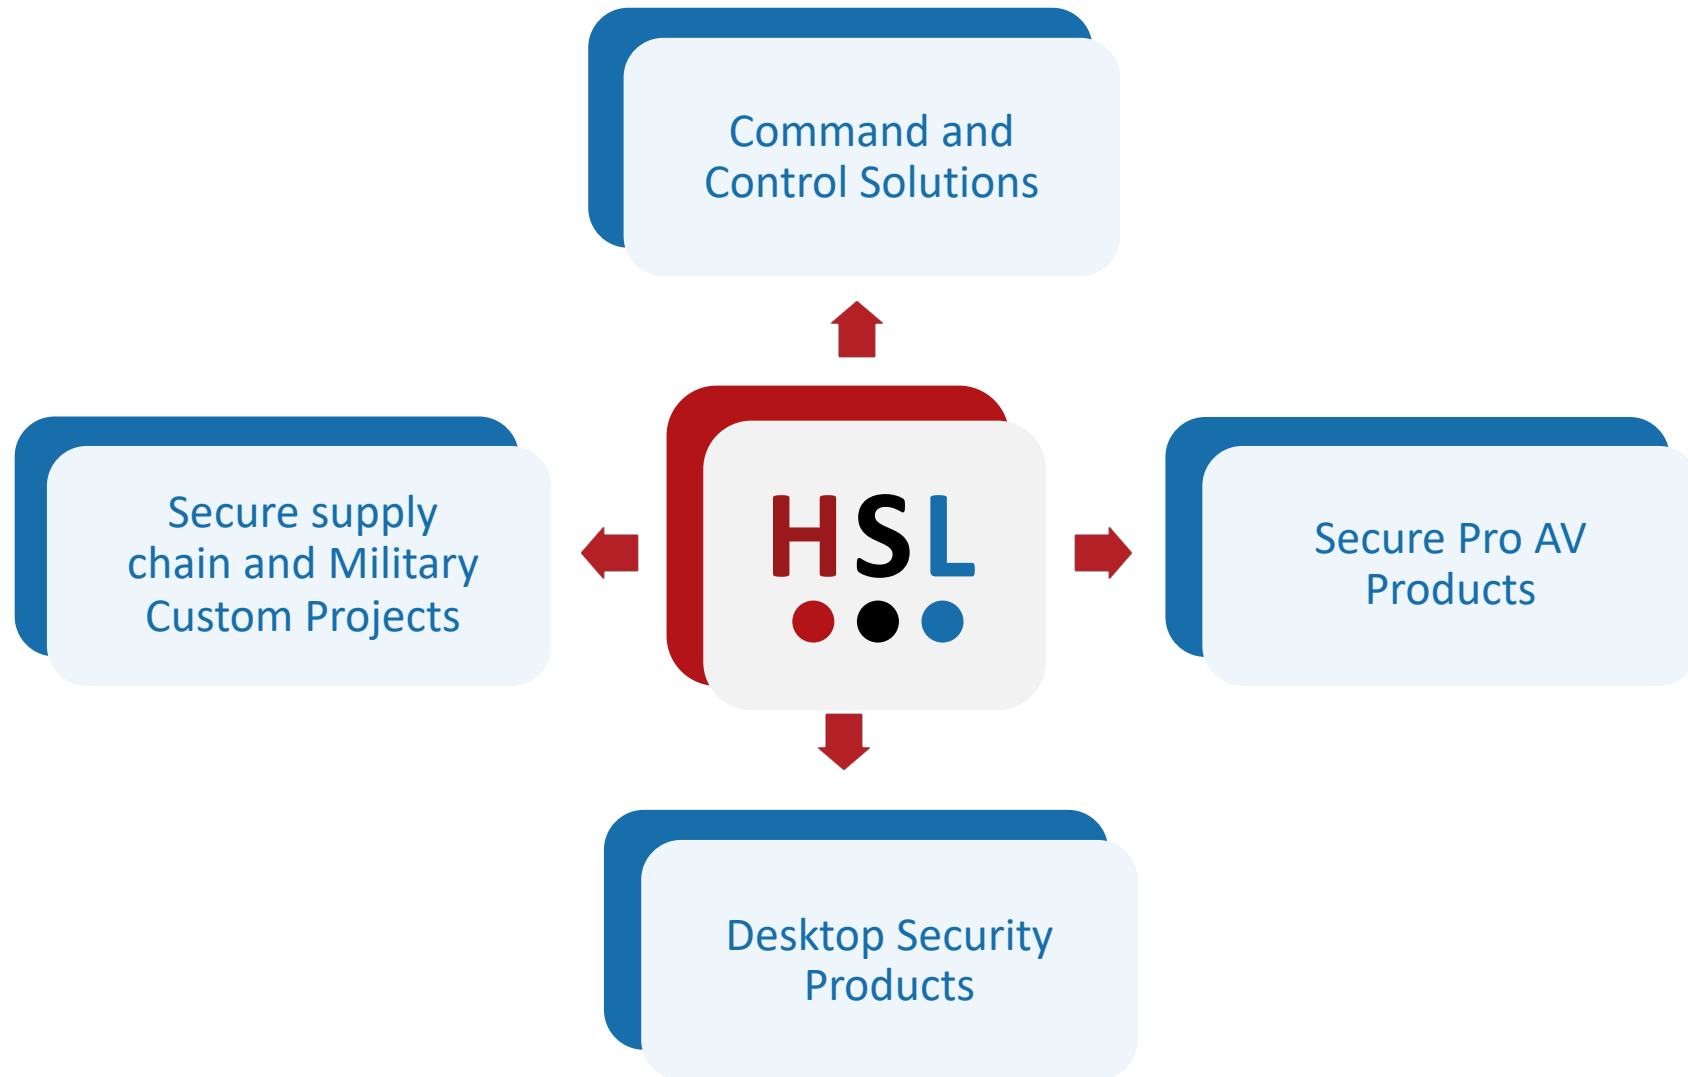 Command and
Control Solutions
Secure supply
chain and Military
Custom Projects
HSL
Secure Pro AV
Products
Desktop Security
Products